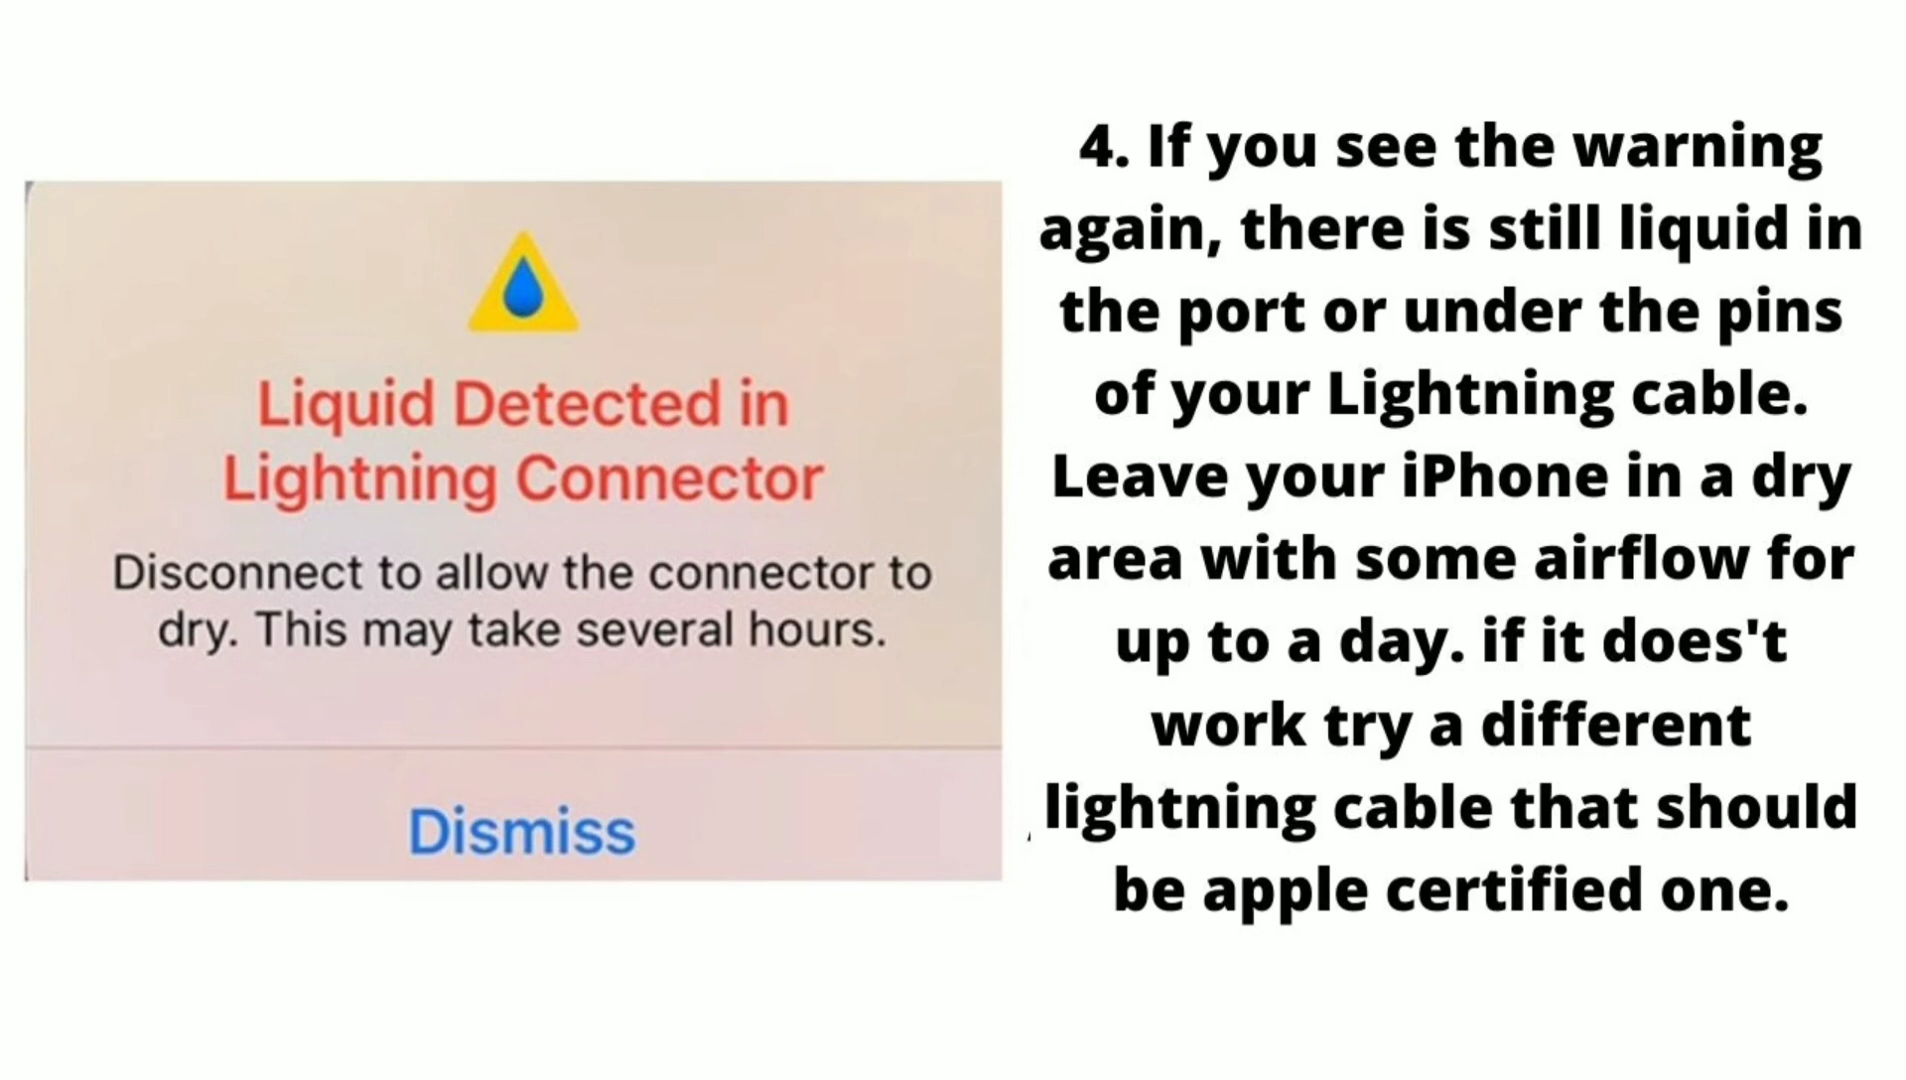 Liquid Detected in
Lightning Connector
Disconnect to allow the connector to
dry. This may take several hours.
Dismiss
4. If you see the warning
again, there is still liquid in
the port or under the pins
of your Lightning cable.
Leave your iPhone in a dry
area with some airflow for
up to a day. if it does't
work try a different
lightning cable that should
be apple certified one.